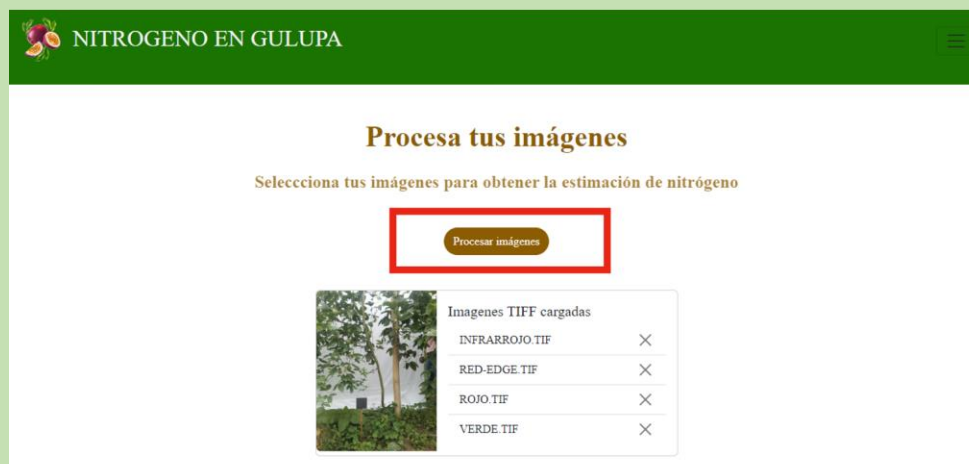 NITROGENO EN GULUPA
Procesa tus imágenes
Seleccciona tus imágenes para obtener la estimación de nitrógeno
Procesar imágenes
Imagenes TIFF cargadas
INFRARROJO.TIF
RED-EDGE.TIF
ROJO.TIF
VERDE.TIF